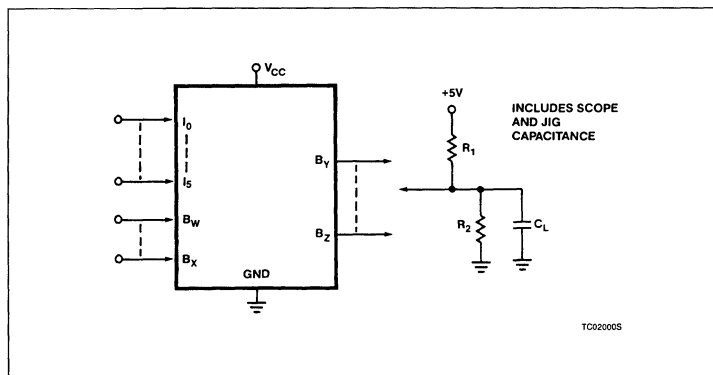 V_CC
+5V
INCLUDES SCOPE
AND JIG
CAPACITANCE
I_0
R_1
B_Y
I_5
B_W
R_2
C_L
B_Z
B_X
GND
TC02000S